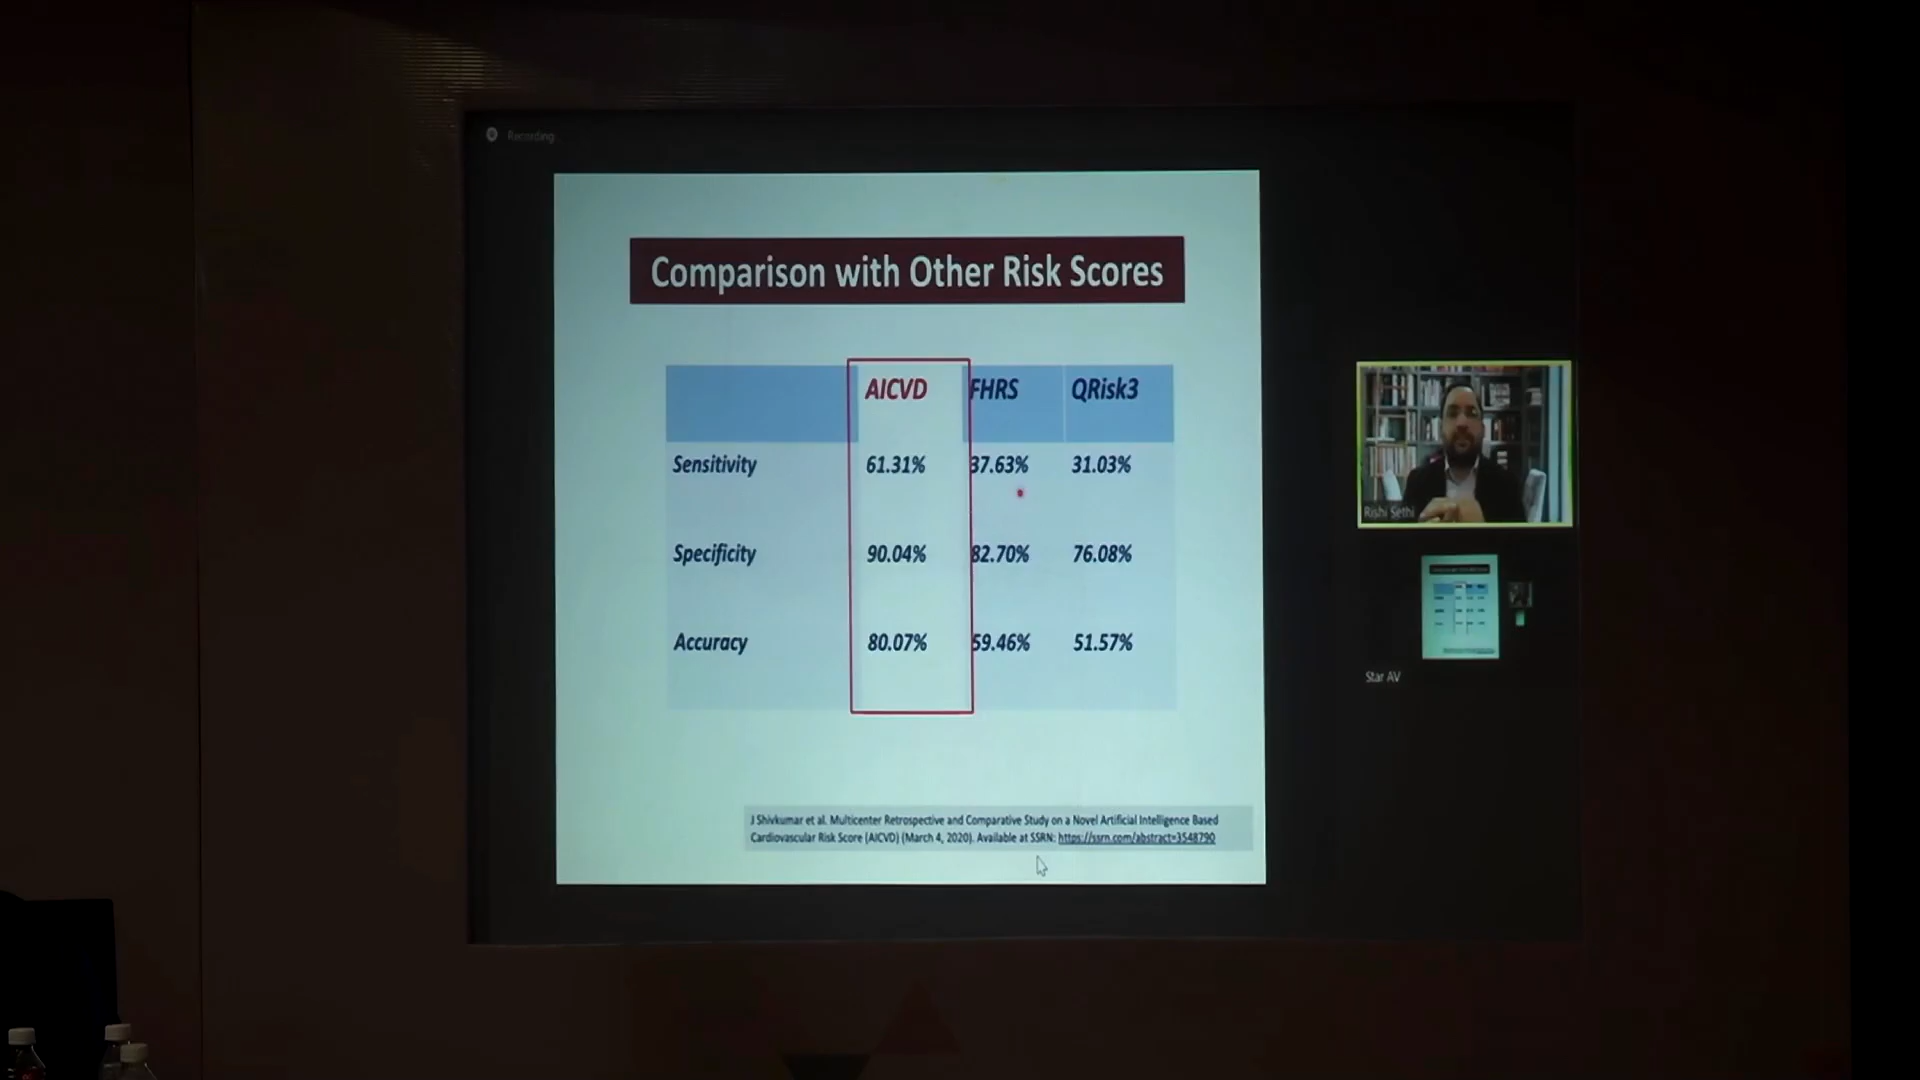 Recording
Comparison with Other Risk Scores
AICVD FHRS QRisk3
Sensitivity 61.31% 37.63% 31.03%
Specificity 90.04% 82.70% 76.08%
Accuracy 80.07% 59.46% 51.57%
J Shivkumar et al. Multicenter Retrospective and Comparative Study on a Novel Artificial Intelligence Based
Cardiovascular Risk Score (AICVD) (March 4, 2020). Available at SSRN: https://ssrn.com/abstract=3548790
Rishi Sethi
Star AV